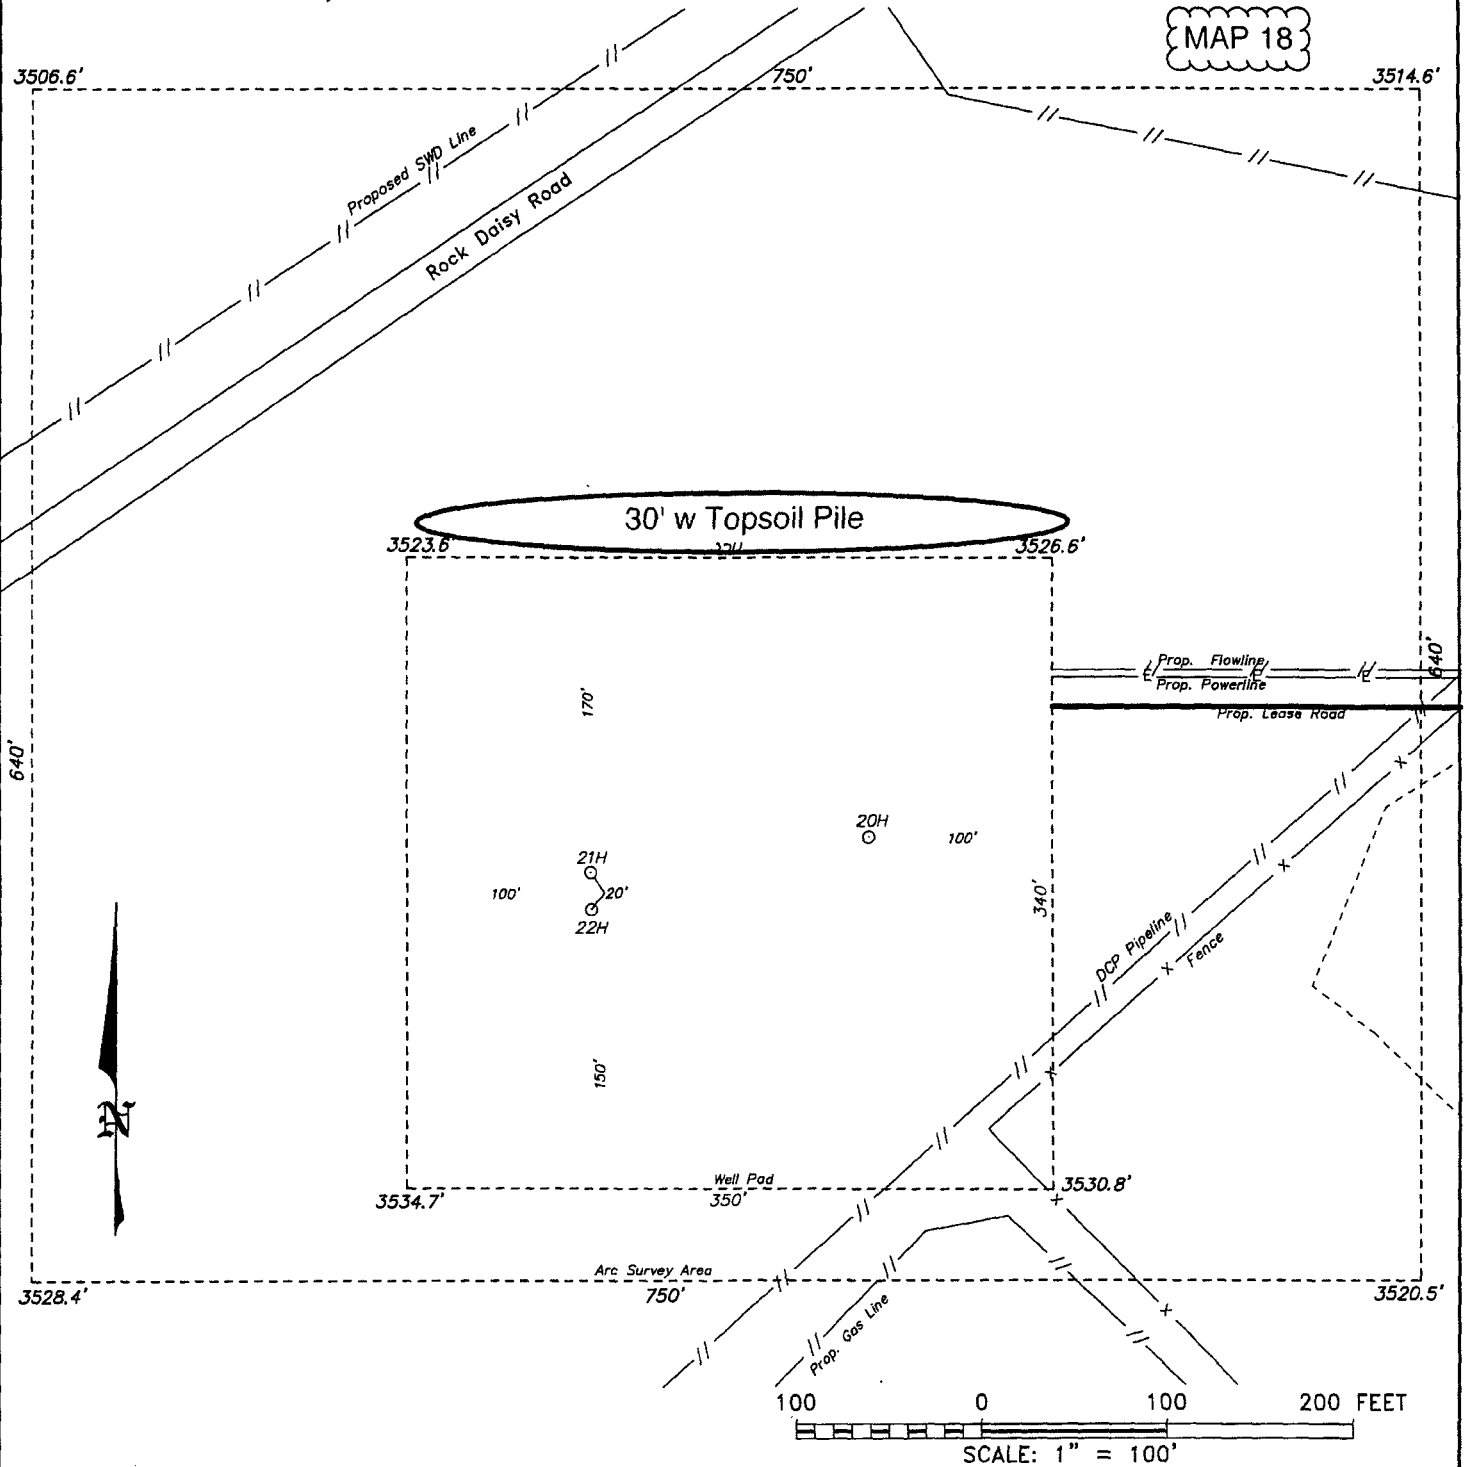 MAP 18
3506.6'
750'
3514.6'
Proposed SWD Line
Rock Daisy Road
30' w Topsoil Pile
3523.6'
3526.6'
Prop. Flowline
E
E
E
Prop. Powerline
640'
Prop. Lease Road
170'
640'
20H
100'
21H
100'
20'
22H
340'
DCP Pipeline
Fence
150'
N
Well Pad
3534.7'
350'
3530.8'
Arc Survey Area
3528.4'
750'
3520.5'
Prop. Gas Line
100 0 100 200 FEET
SCALE: 1" = 100'